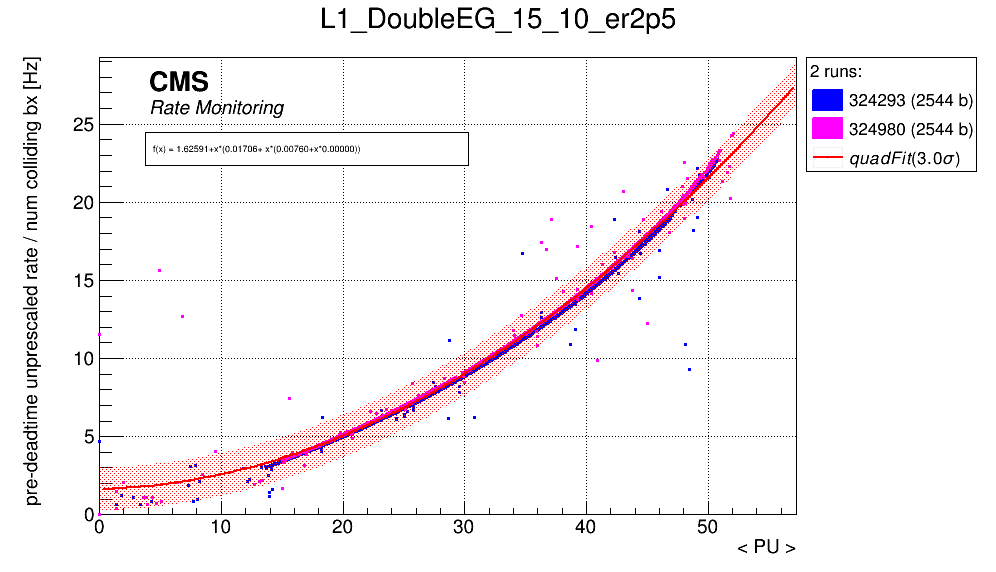 L1_DoubleEG_15_10_er2p5
pre-deadtime unprescaled rate / num colliding bx [Hz]
CMS
Rate Monitoring
f(x) = 1.62591+x*(0.01706+ x*(0.00760+x*0.00000))
2 runs:
324293 (2544 b)
324980 (2544 b)
quadFit(3.0σ)
25
20
15
10
5
0
0 10 20 30 40 50
< PU >